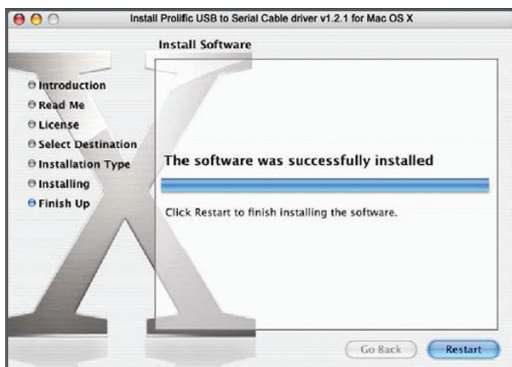 Install Prolific USB to Serial Cable driver v1.2.1 for Mac OS X
Install Software
Introduction
Read Me
License
Select Destination
Installation Type
Installing
Finish Up
The software was successfully installed
Click Restart to finish installing the software.
Go Back
Restart